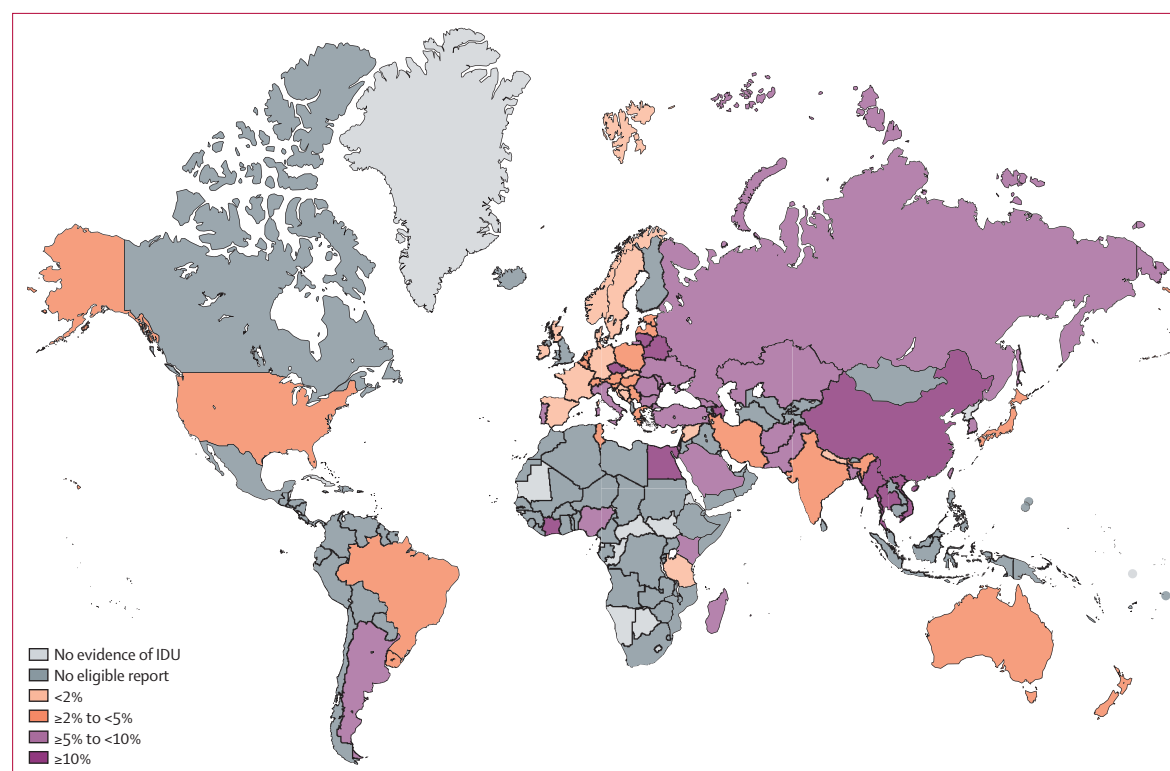 No evidence of IDU
No eligible report
<2%
≥2% to <5%
≥5% to <10%
≥10%